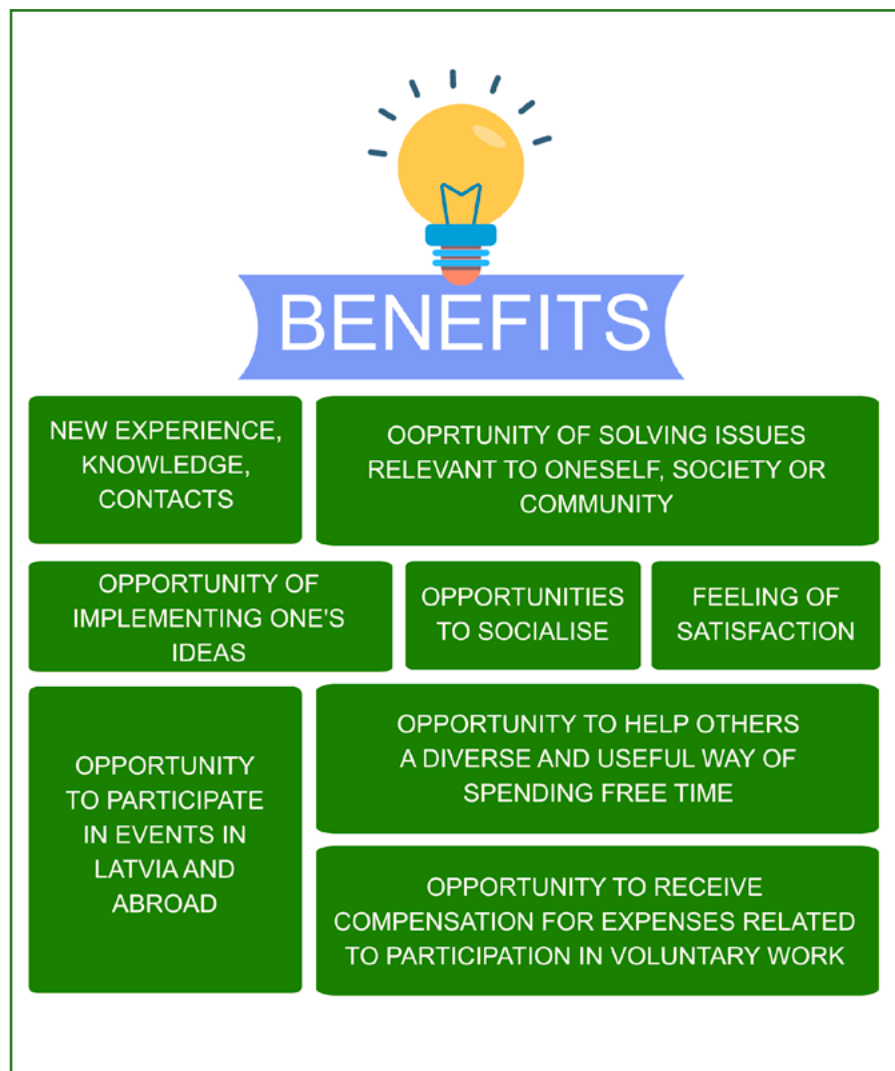 BENEFITS
NEW EXPERIENCE,
KNOWLEDGE,
CONTACTS
OOPRTUNITY OF SOLVING ISSUES
RELEVANT TO ONESELF, SOCIETY OR
COMMUNITY
OPPORTUNITY OF
IMPLEMENTING ONE'S
IDEAS
OPPORTUNITIES
TO SOCIALISE
FEELING OF
SATISFACTION
OPPORTUNITY
TO PARTICIPATE
IN EVENTS IN
LATVIA AND
ABROAD
OPPORTUNITY TO HELP OTHERS
A DIVERSE AND USEFUL WAY OF
SPENDING FREE TIME
OPPORTUNITY TO RECEIVE
COMPENSATION FOR EXPENSES RELATED
TO PARTICIPATION IN VOLUNTARY WORK